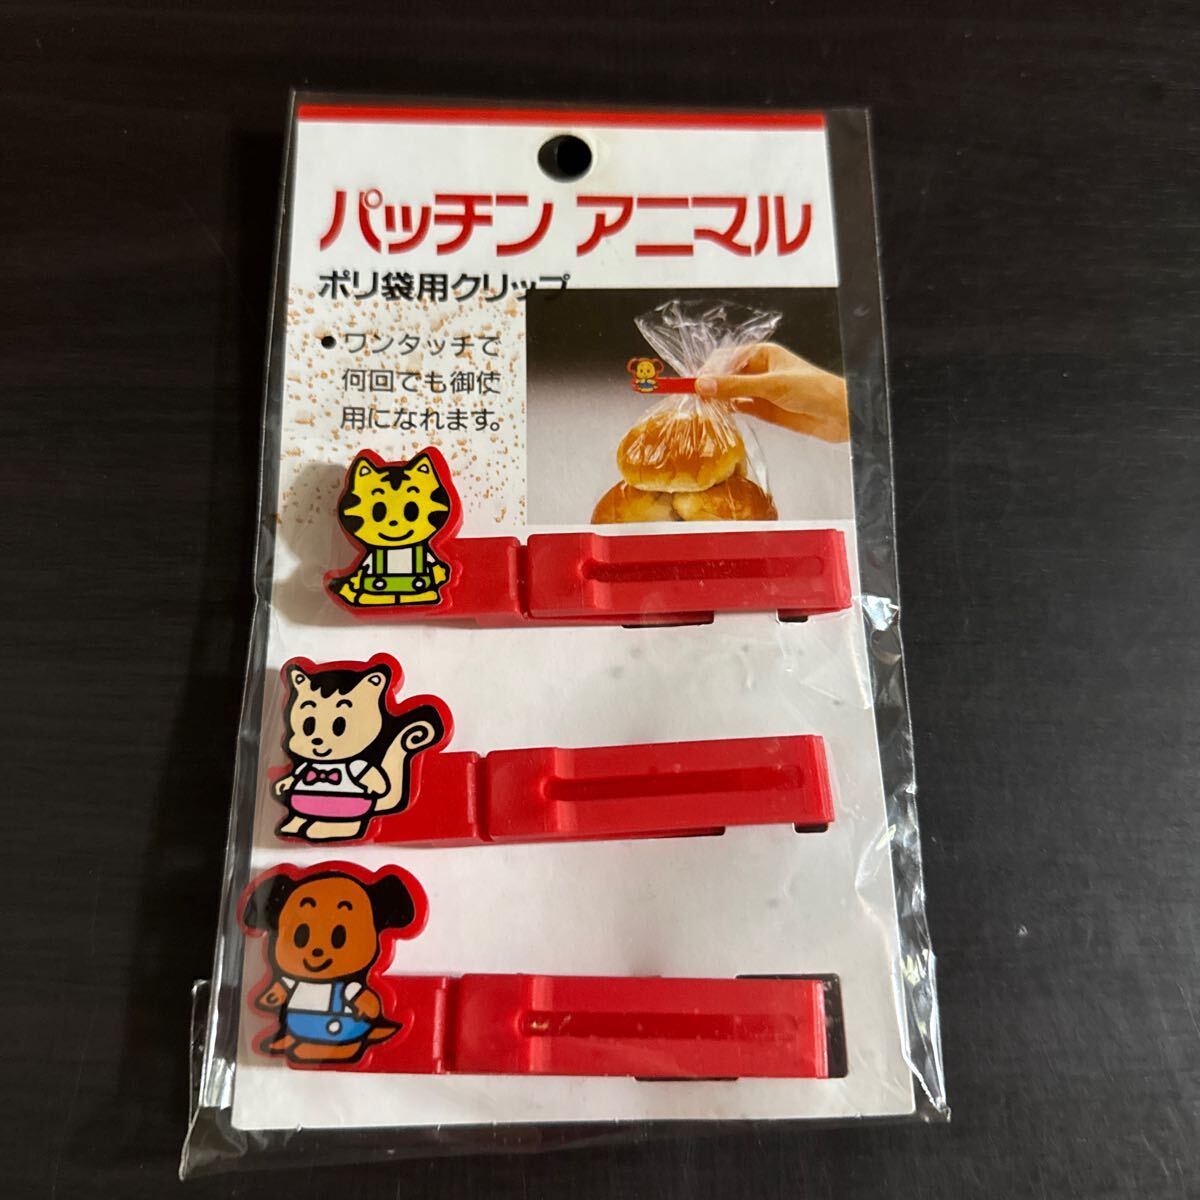 パッチン アニマル
ポリ袋用クリップ
•ワンタッチで
何回でも御使
用になれます。